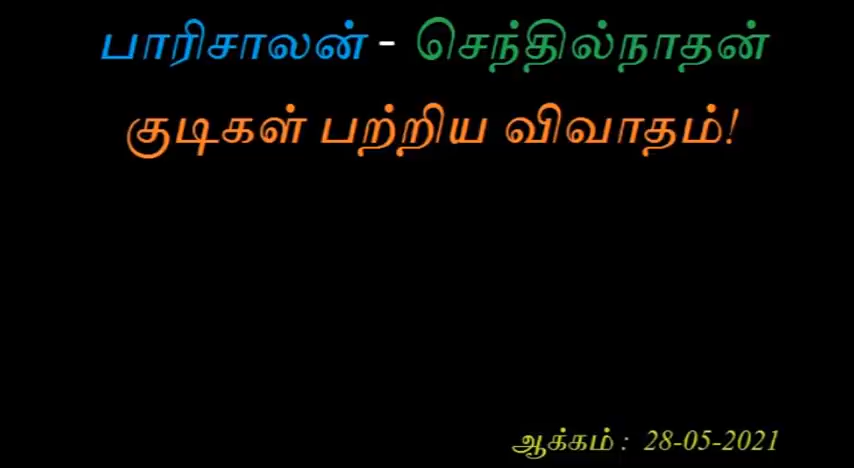 பாரிசாலன் - செந்தில்நாதன்
குடிகள் பற்றிய விவாதம்!
ஆக்கம் : 28-05-2021